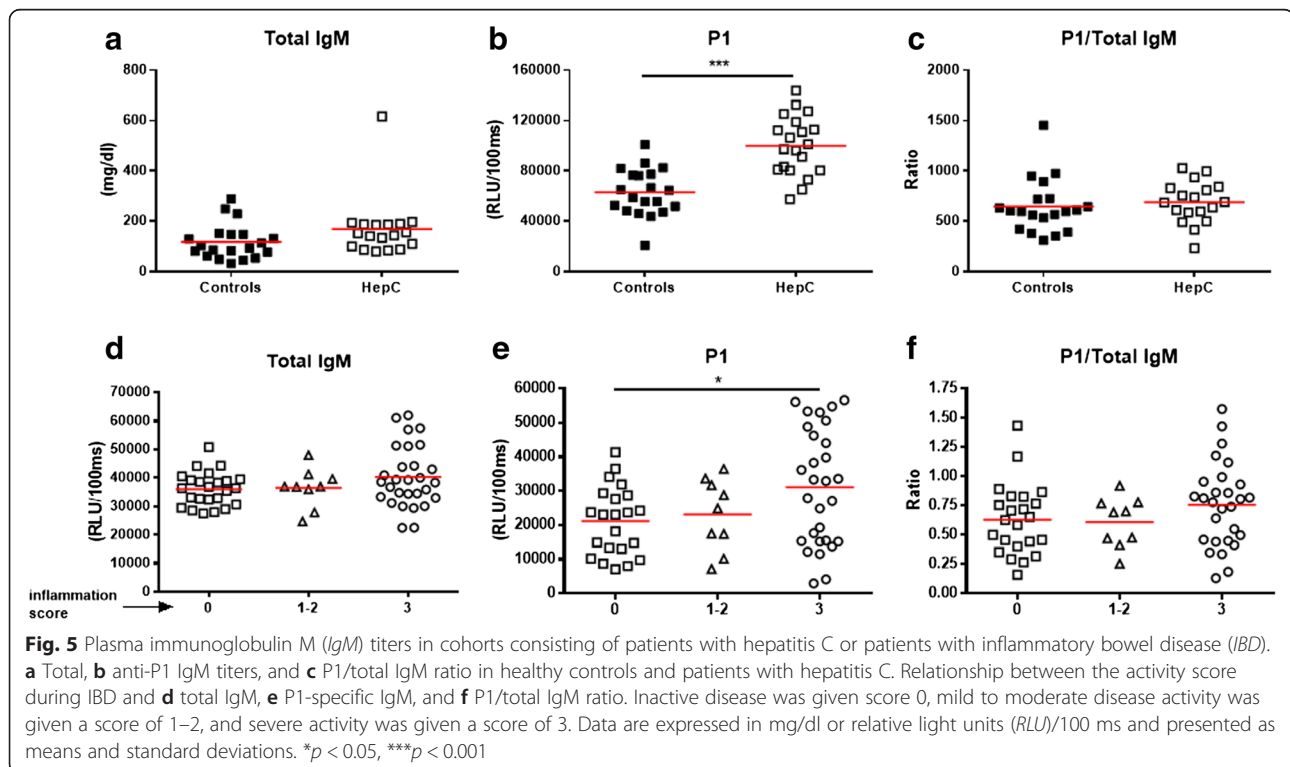 a Total IgM
800
600
400
200
0
(mg/dl)
Controls HepC
b P1
***
160000
120000
80000
40000
0
(RLU/100ms)
Controls HepC
c P1/Total IgM
2000
1500
1000
500
0
Ratio
Controls HepC
d Total IgM
70000
60000
50000
40000
30000
20000
10000
0
(RLU/100ms)
inflammation
score
0 1-2 3
e P1
*
60000
50000
40000
30000
20000
10000
0
(RLU/100ms)
0 1-2 3
f P1/Total IgM
1.75
1.50
1.25
1.00
0.75
0.50
0.25
0.00
Ratio
0 1-2 3
Fig. 5 Plasma immunoglobulin M (IgM) titers in cohorts consisting of patients with hepatitis C or patients with inflammatory bowel disease (IBD).
a Total, b anti-P1 IgM titers, and c P1/total IgM ratio in healthy controls and patients with hepatitis C. Relationship between the activity score
during IBD and d total IgM, e P1-specific IgM, and f P1/total IgM ratio. Inactive disease was given score 0, mild to moderate disease activity was
given a score of 1–2, and severe activity was given a score of 3. Data are expressed in mg/dl or relative light units (RLU)/100 ms and presented as
means and standard deviations. *p < 0.05, ***p < 0.001